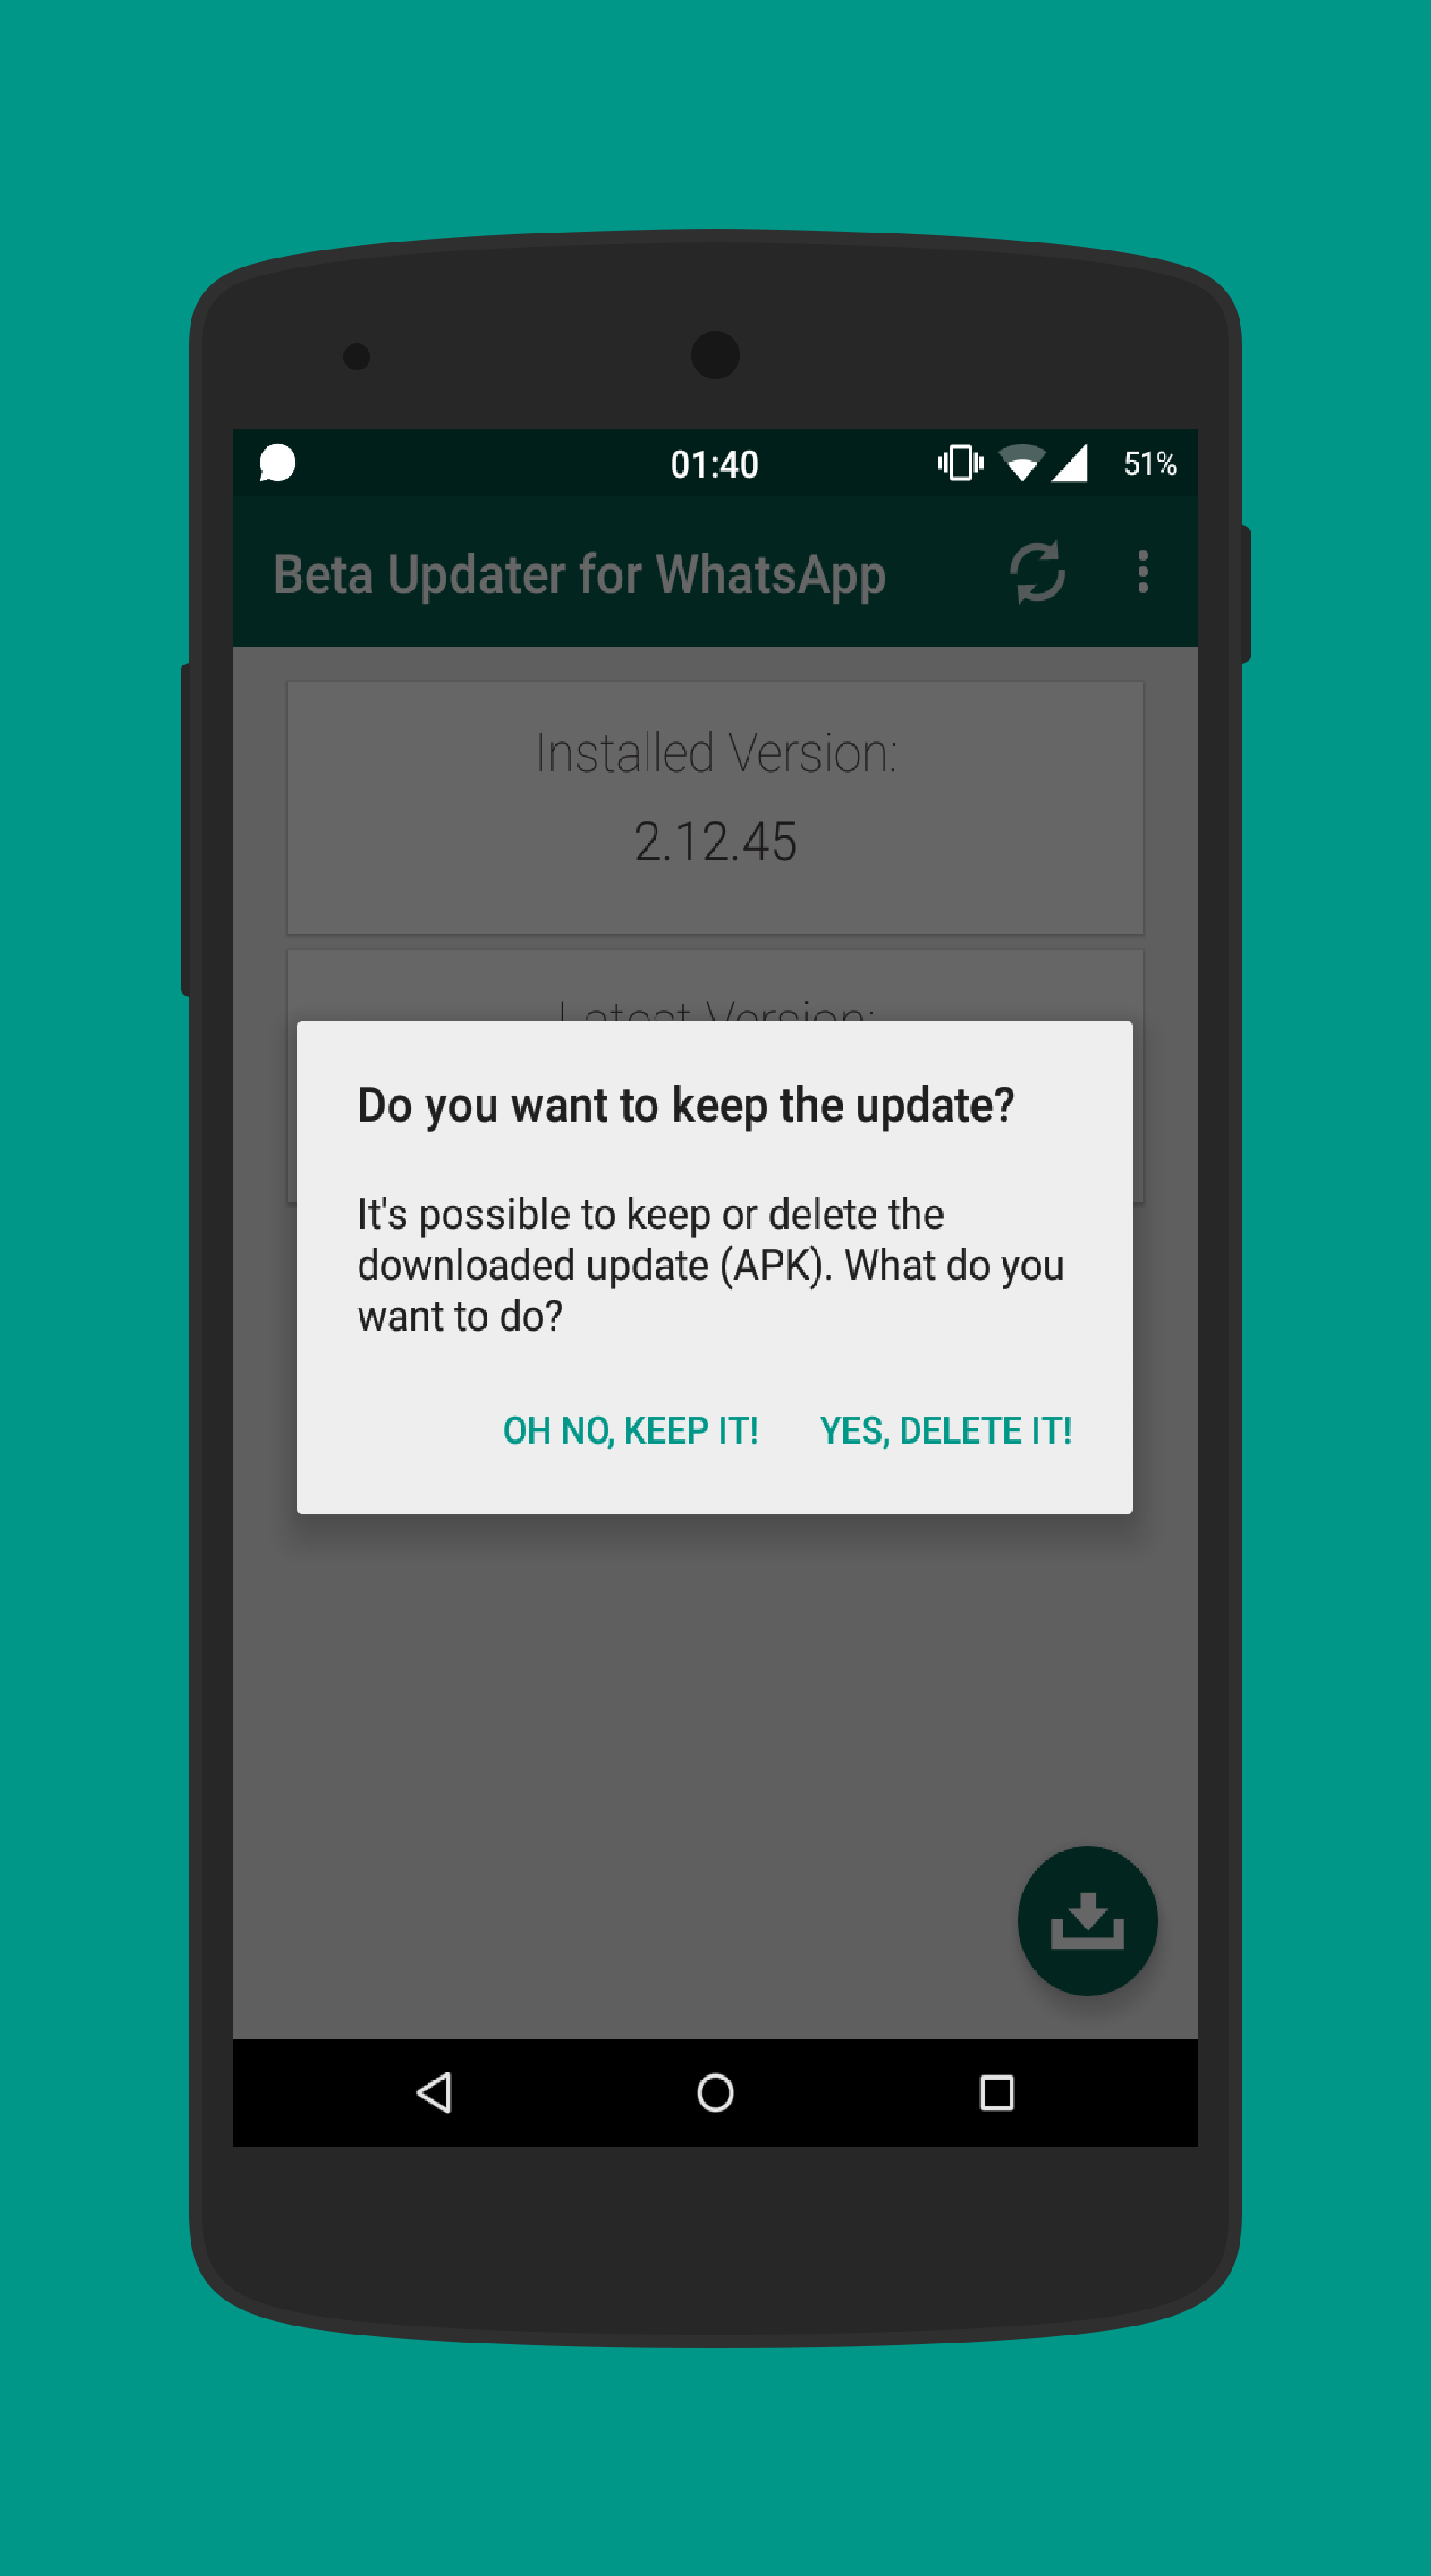 01:40
51%
Beta Updater for WhatsApp
Installed Version:
2.12.45
Latest Version:
Do you want to keep the update?
It's possible to keep or delete the
downloaded update (APK). What do you
want to do?
OH NO, KEEP IT!
YES, DELETE IT!